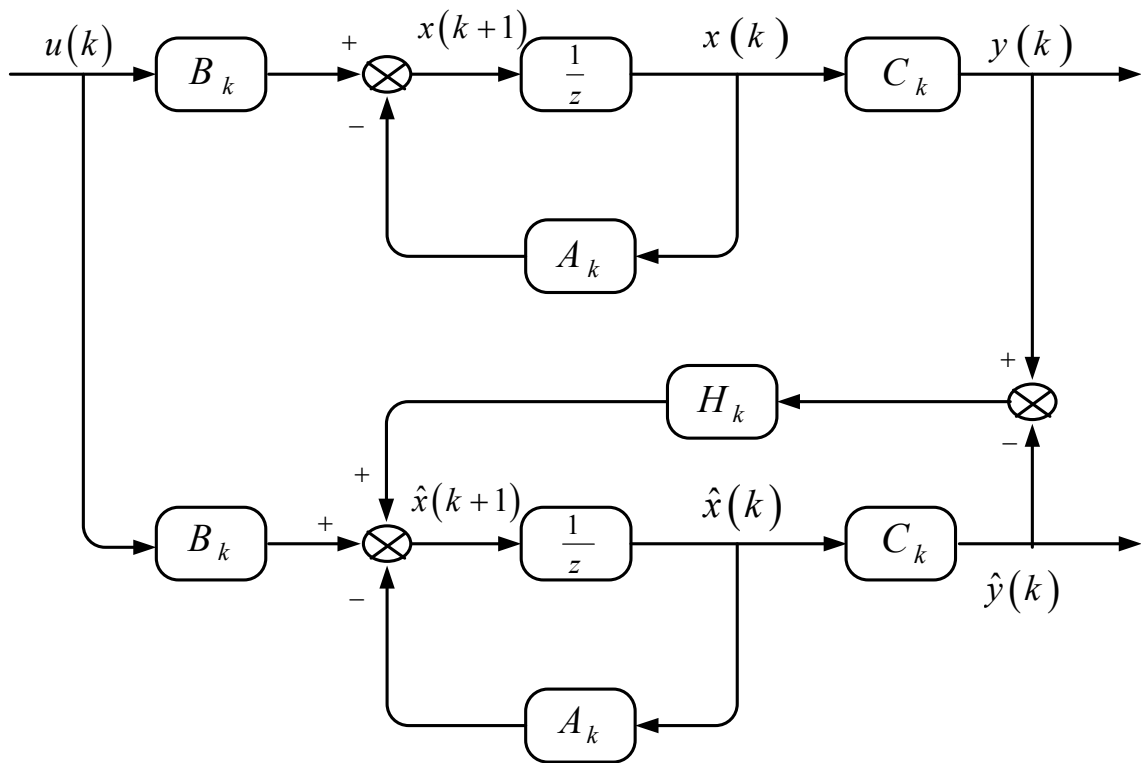 u(k)
B_k
+
−
x(k+1)
1/z
x(k)
C_k
y(k)
A_k
+
−
H_k
+
B_k
+
−
x̂(k+1)
1/z
x̂(k)
C_k
ŷ(k)
A_k